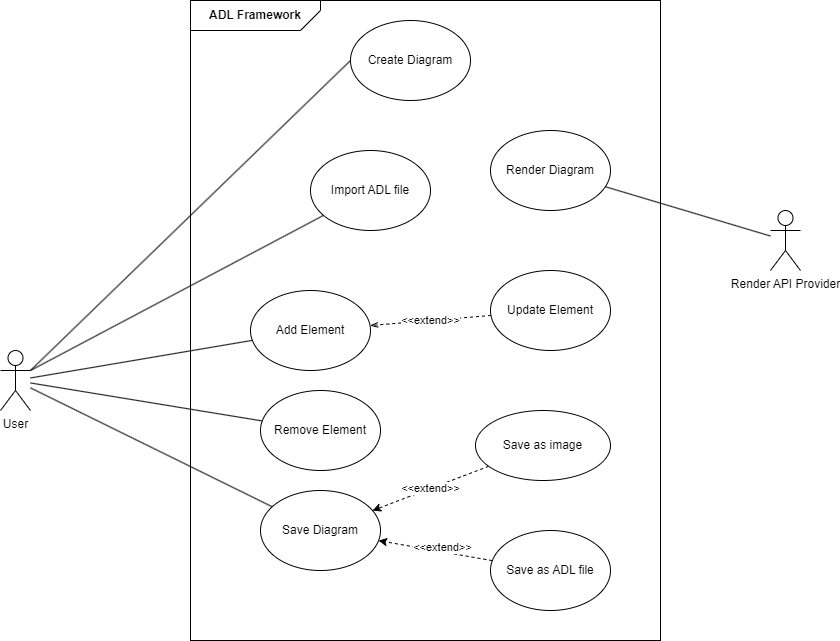 ADL Framework
Create Diagram
Render Diagram
Import ADL file
Render API Provider
Update Element
<<extend>>
Add Element
User
Remove Element
Save as image
<<extend>>
Save Diagram
<<extend>>
Save as ADL file